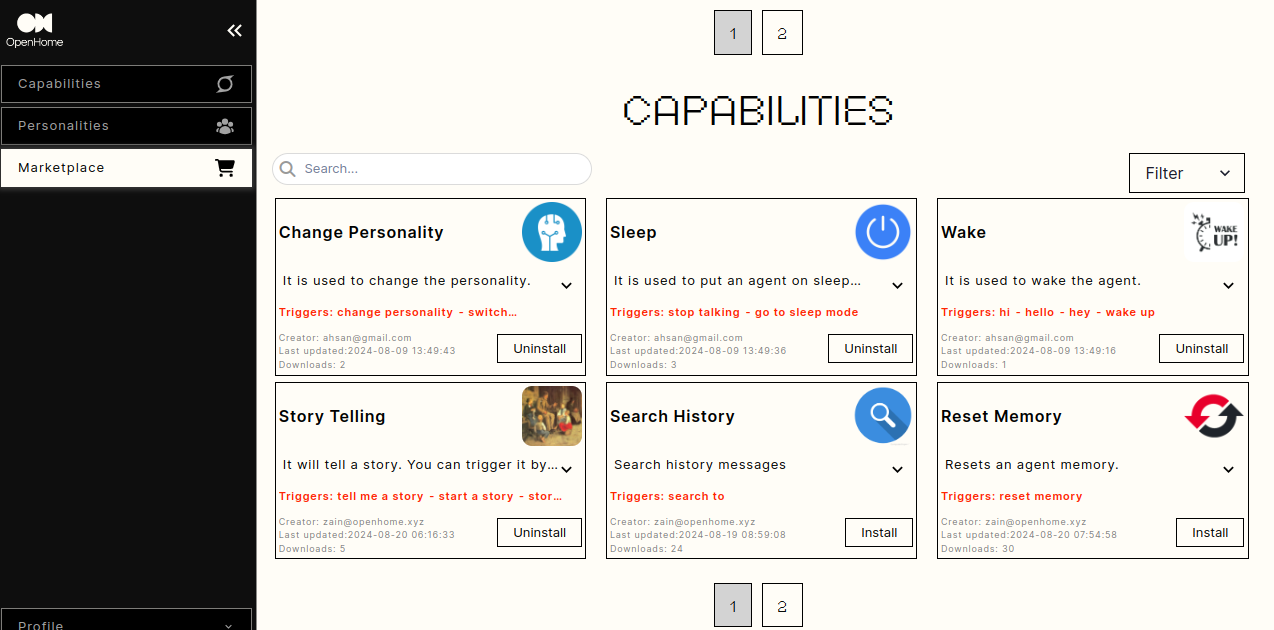 OpenHome
Capabilities
Personalities
Marketplace
Profile
1 2
CAPABILITIES
Search...
Filter
Change Personality
It is used to change the personality.
Triggers: change personality - switch...
Creator: ahsan@gmail.com
Last updated:2024-08-09 13:49:43
Downloads: 2
Uninstall
Sleep
It is used to put an agent on sleep...
Triggers: stop talking - go to sleep mode
Creator: ahsan@gmail.com
Last updated:2024-08-09 13:49:36
Downloads: 3
Uninstall
Wake
WAKE
UP!
It is used to wake the agent.
Triggers: hi - hello - hey - wake up
Creator: ahsan@gmail.com
Last updated:2024-08-09 13:49:16
Downloads: 1
Uninstall
Story Telling
It will tell a story. You can trigger it by...
Triggers: tell me a story - start a story - stor...
Creator: zain@openhome.xyz
Last updated:2024-08-20 06:16:33
Downloads: 5
Uninstall
Search History
Search history messages
Triggers: search to
Creator: zain@openhome.xyz
Last updated:2024-08-19 08:59:08
Downloads: 24
Install
Reset Memory
Resets an agent memory.
Triggers: reset memory
Creator: zain@openhome.xyz
Last updated:2024-08-20 07:54:58
Downloads: 30
Install
1 2